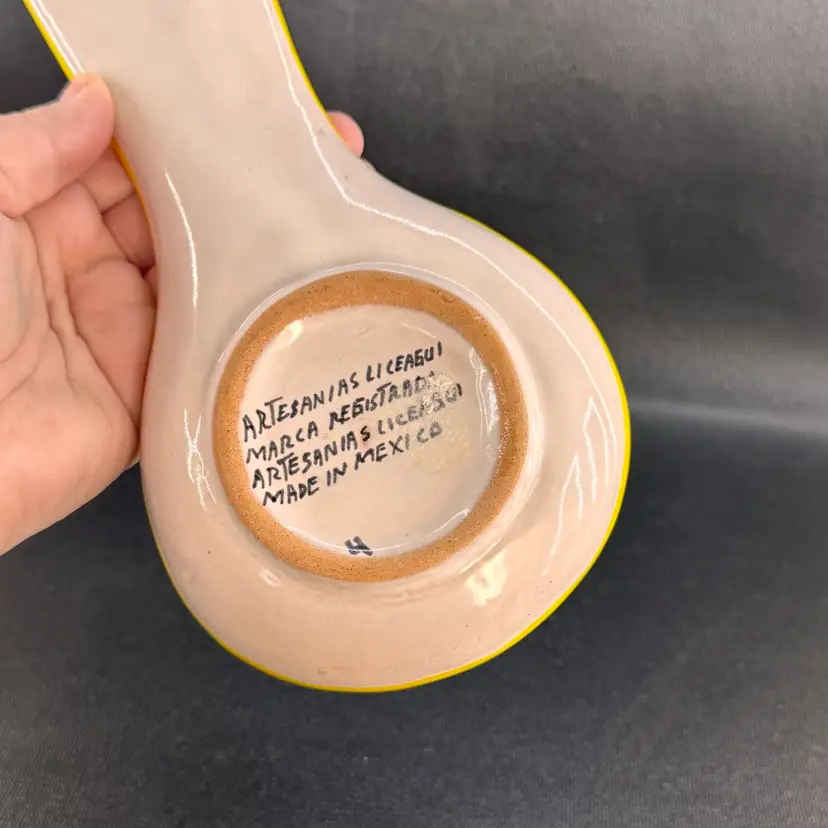 ARTESANIAS LICEAGUI
MARCA REGISTRADA
ARTESANIAS LICEAGUI
MADE IN MEXICO